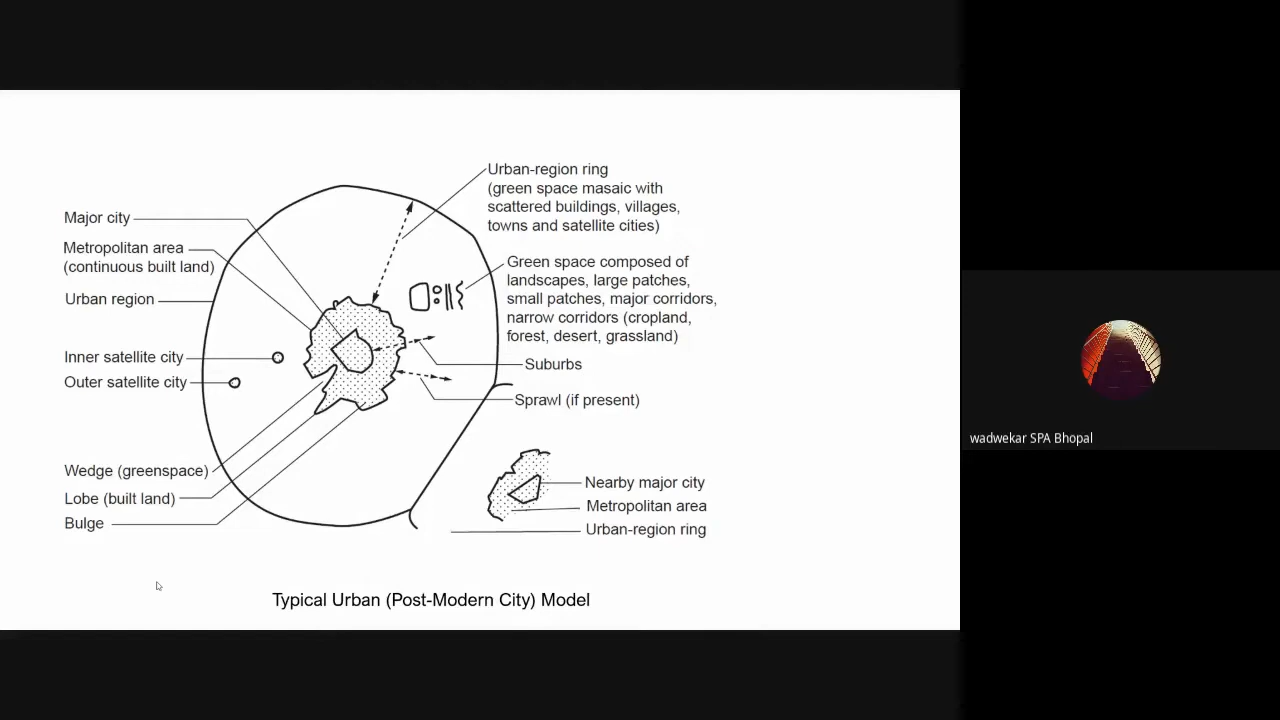 Urban-region ring
(green space masaic with
scattered buildings, villages,
towns and satellite cities)
Major city
Metropolitan area
(continuous built land)
Urban region
Green space composed of
landscapes, large patches,
small patches, major corridors,
narrow corridors (cropland,
forest, desert, grassland)
Inner satellite city
Outer satellite city
Suburbs
Sprawl (if present)
Wedge (greenspace)
Lobe (built land)
Bulge
Nearby major city
Metropolitan area
Urban-region ring
Typical Urban (Post-Modern City) Model
wadwekar SPA Bhopal